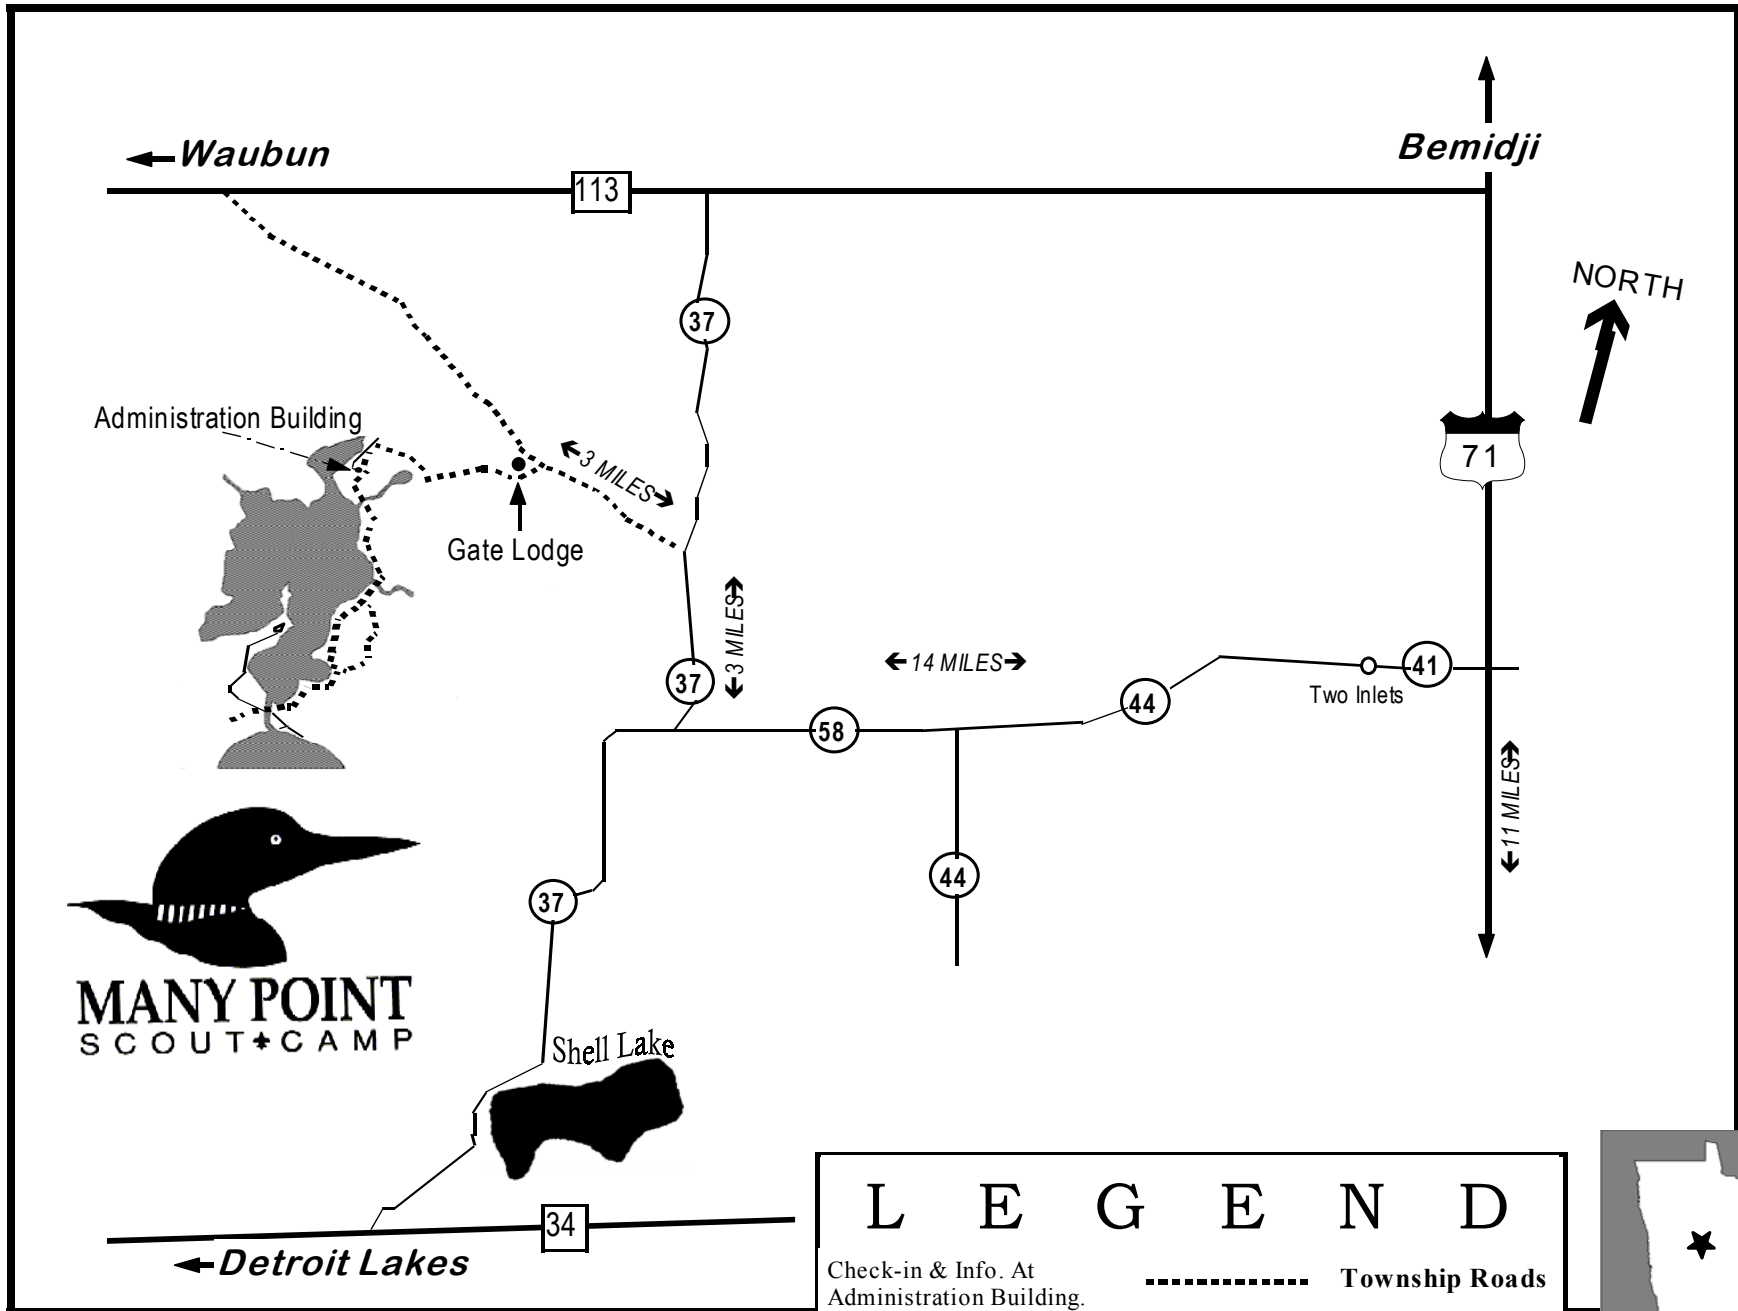 Waubun
Bemidji
113
NORTH
37
Administration Building
3 MILES
71
Gate Lodge
3 MILES
14 MILES
37
41
Two Inlets
44
58
11 MILES
44
37
MANY POINT
SCOUT CAMP
Shell Lake
34
Detroit Lakes
LEGEND
Check-in & Info. At
Administration Building.
Township Roads